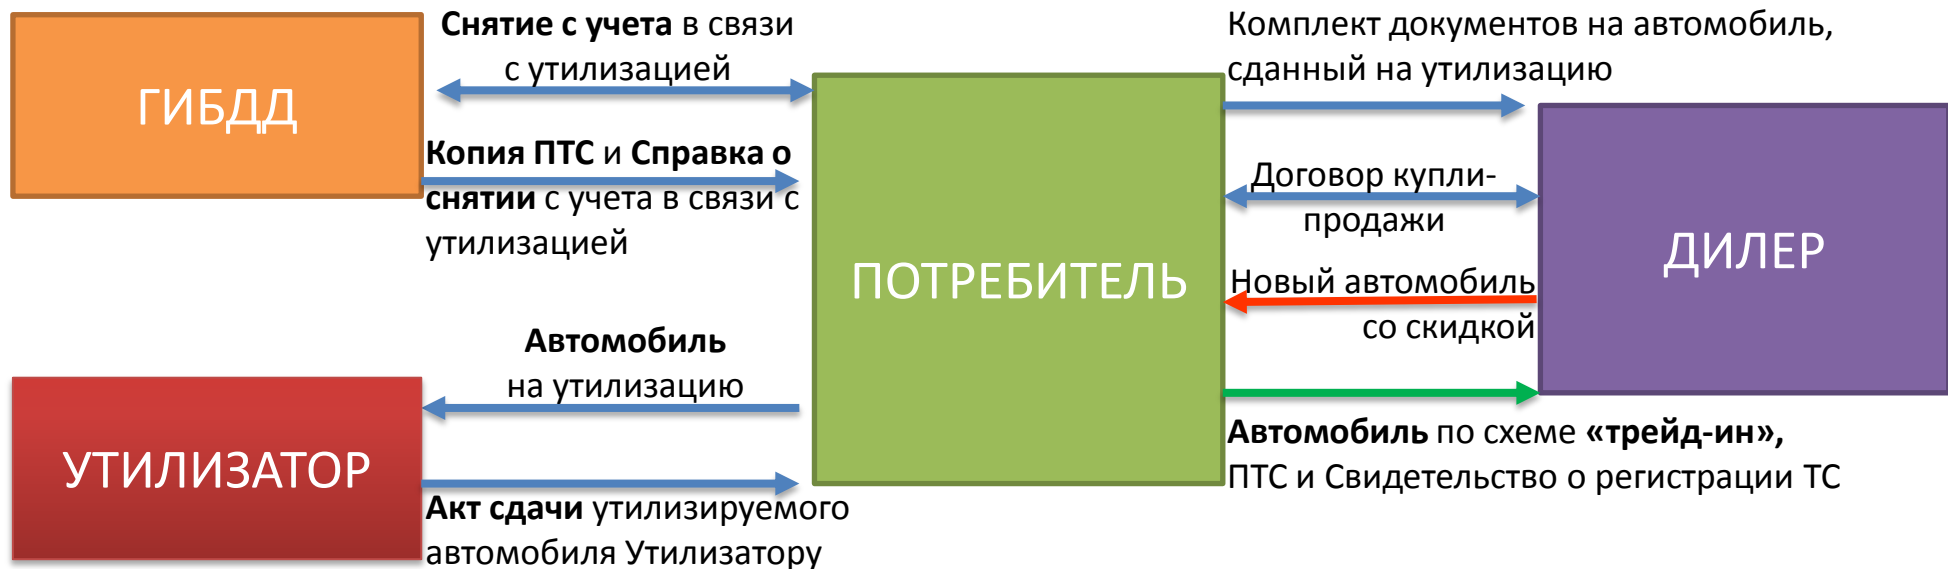 Снятие с учета в связи
с утилизацией
ГИБДД
Копия ПТС и Справка о
снятии с учета в связи с
утилизацией
Автомобиль
на утилизацию
УТИЛИЗАТОР
Акт сдачи утилизируемого
автомобиля Утилизатору
ПОТРЕБИТЕЛЬ
Комплект документов на автомобиль,
сданный на утилизацию
Договор купли-
продажи
Новый автомобиль
со скидкой
ДИЛЕР
Автомобиль по схеме «трейд-ин»,
ПТС и Свидетельство о регистрации ТС